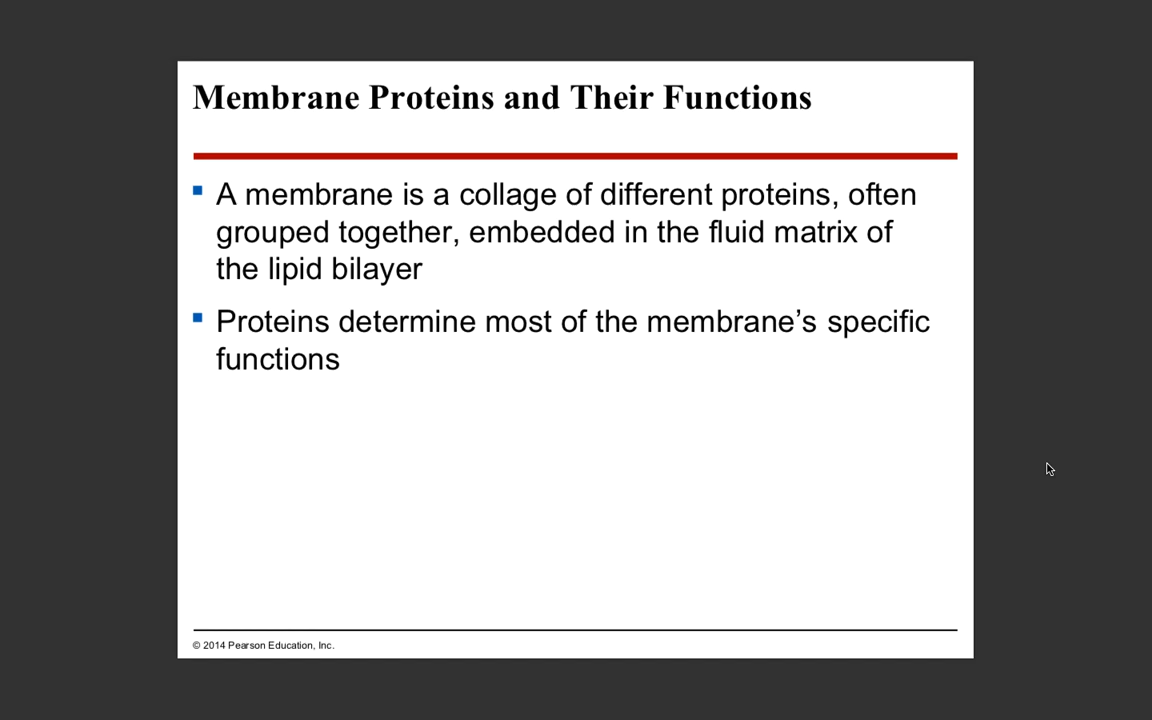 Membrane Proteins and Their Functions
A membrane is a collage of different proteins, often
grouped together, embedded in the fluid matrix of
the lipid bilayer
Proteins determine most of the membrane’s specific
functions
© 2014 Pearson Education, Inc.